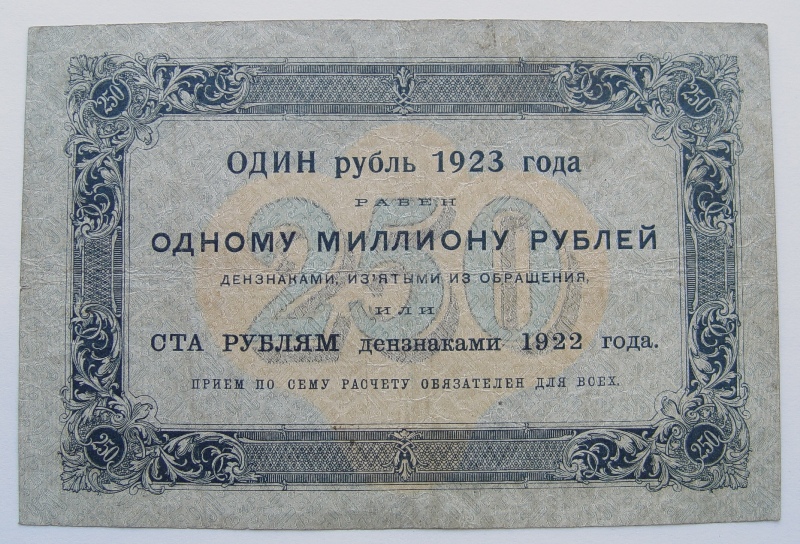 250 250
ОДИН рубль 1923 года
РАВЕН
250
ОДНОМУ МИЛЛИОНУ РУБЛЕЙ
ДЕНЗНАКАМИ, ИЗ'ЯТЫМИ ИЗ ОБРАЩЕНИЯ,
ИЛИ
СТА РУБЛЯМ дензнаками 1922 года.
ПРИЕМ ПО СЕМУ РАСЧЕТУ ОБЯЗАТЕЛЕН ДЛЯ ВСЕХ.
250 250